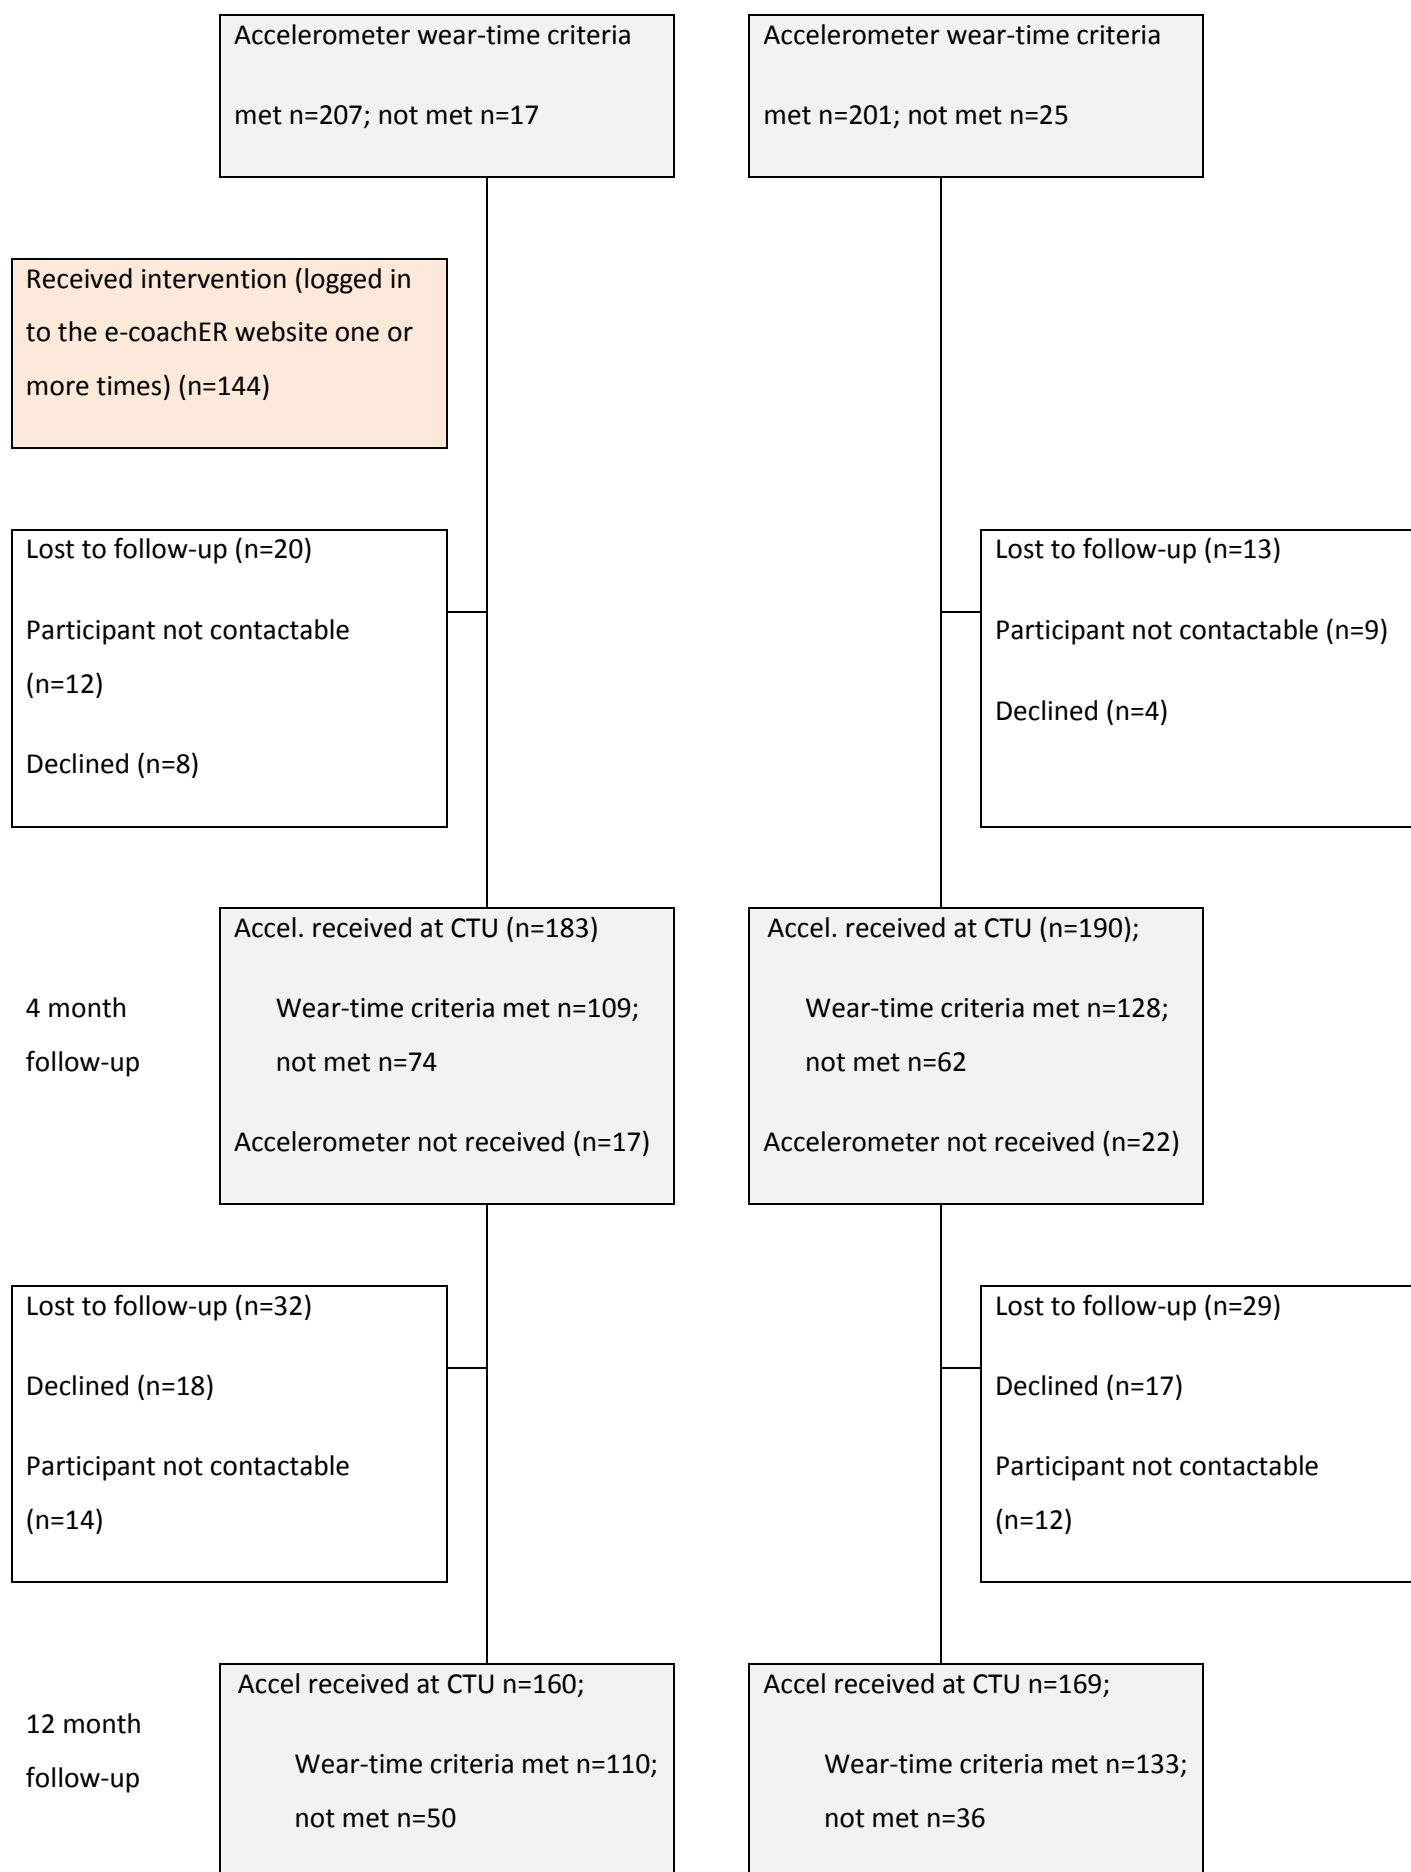 Accelerometer wear-time criteria
met n=207; not met n=17
Accelerometer wear-time criteria
met n=201; not met n=25
Received intervention (logged in
to the e-coachER website one or
more times) (n=144)
Lost to follow-up (n=20)
Participant not contactable
(n=12)
Declined (n=8)
Lost to follow-up (n=13)
Participant not contactable (n=9)
Declined (n=4)
4 month
follow-up
Accel. received at CTU (n=183)
Wear-time criteria met n=109;
not met n=74
Accelerometer not received (n=17)
Accel. received at CTU (n=190);
Wear-time criteria met n=128;
not met n=62
Accelerometer not received (n=22)
Lost to follow-up (n=32)
Declined (n=18)
Participant not contactable
(n=14)
Lost to follow-up (n=29)
Declined (n=17)
Participant not contactable
(n=12)
12 month
follow-up
Accel received at CTU n=160;
Wear-time criteria met n=110;
not met n=50
Accel received at CTU n=169;
Wear-time criteria met n=133;
not met n=36